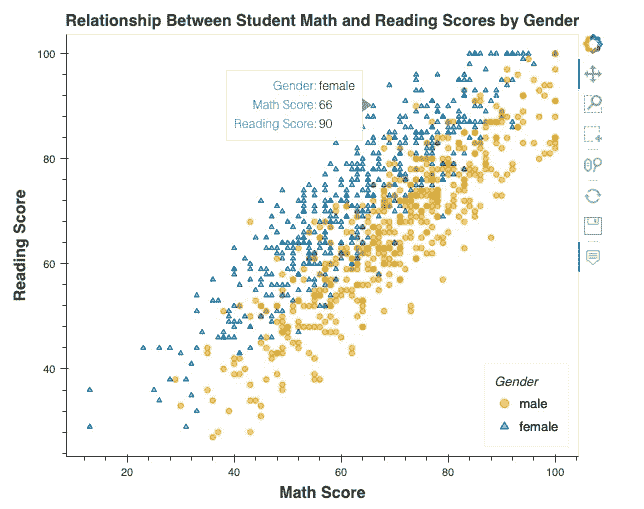 Relationship Between Student Math and Reading Scores by Gender
100
80
60
40
Reading Score
Gender: female
Math Score: 66
Reading Score: 90
Gender
male
female
20
40
60
80
100
Math Score